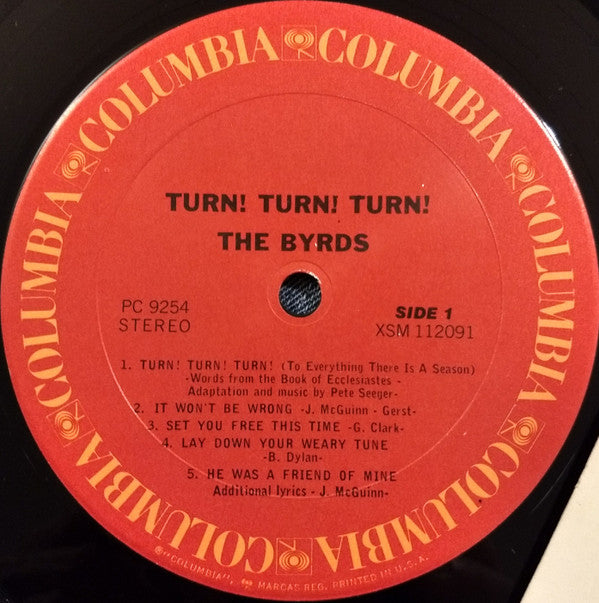 COLUMBIA COLUMBIA COLUMBIA COLUMBIA COLUMBIA COLUMBIA
TURN! TURN! TURN!
THE BYRDS
PC 9254
STEREO
SIDE 1
XSM 112091
1. TURN! TURN! TURN! (To Everything There Is A Season)
-Words from the Book of Ecclesiastes -
Adaptation and music by Pete Seeger-
2. IT WON'T BE WRONG -J. McGuinn - Gerst-
3. SET YOU FREE THIS TIME -G. Clark-
4. LAY DOWN YOUR WEARY TUNE
-B. Dylan-
5. HE WAS A FRIEND OF MINE
Additional lyrics - J. McGuinn-
©"COLUMBIA", MARCAS REG. PRINTED IN U.S.A.